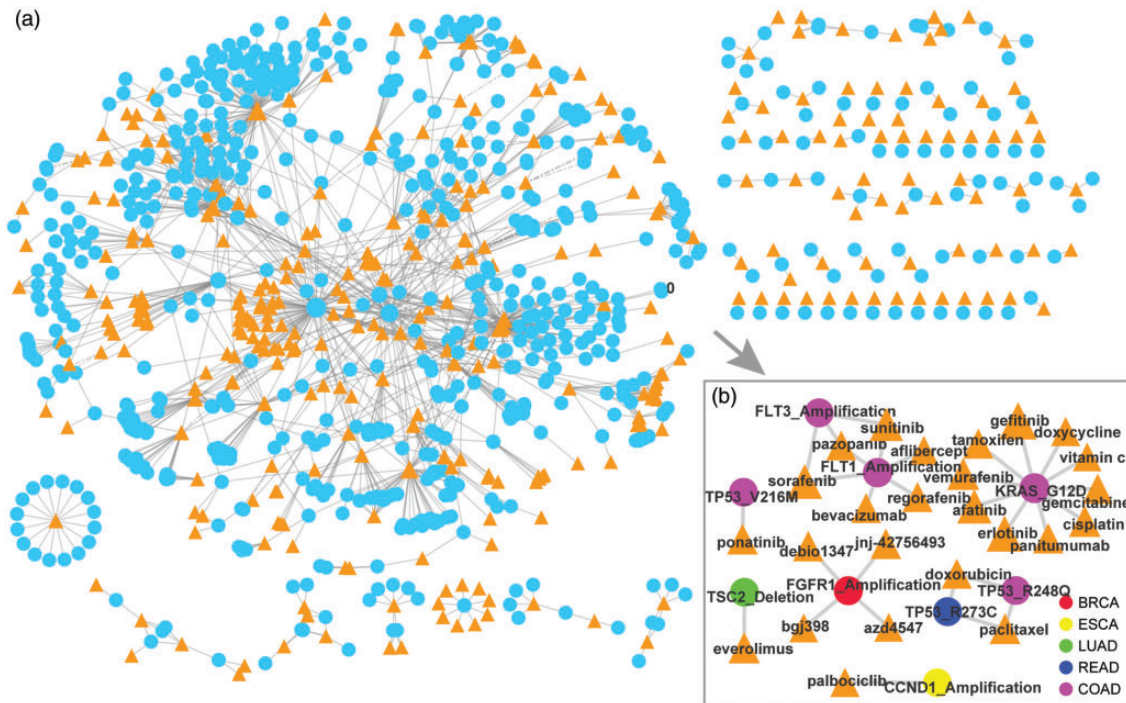 (a)
0
(b)
FLT3_Amplification
sunitinib
gefitinib
doxycycline
pazopanib
tamoxifen
aflibercept
vitamin c
FLT1_Amplification
vemurafenib
sorafenib
KRAS_G12D
TP53_V216M
regorafenib
gemcitabine
afatinib
bevacizumab
cisplatin
erlotinib
panitumumab
ponatinib
jnj-42756493
debio1347
doxorubicin
FGFR1_Amplification
TSC2_Deletion
TP53_R248Q
BRCA
TP53_R273C
ESCA
bgj398
azd4547
paclitaxel
LUAD
everolimus
READ
palbociclib
CCND1_Amplification
COAD